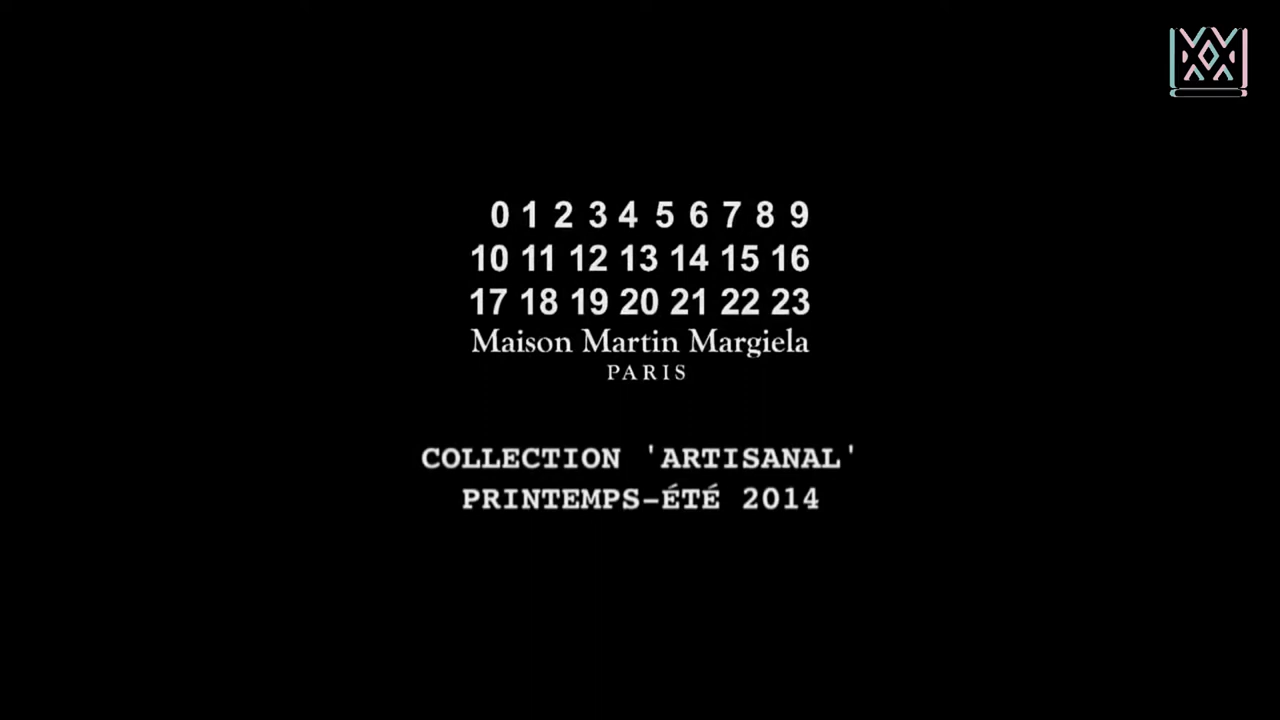 0 1 2 3 4 5 6 7 8 9
10 11 12 13 14 15 16
17 18 19 20 21 22 23
Maison Martin Margiela
PARIS
COLLECTION 'ARTISANAL'
PRINTEMPS-ÉTÉ 2014